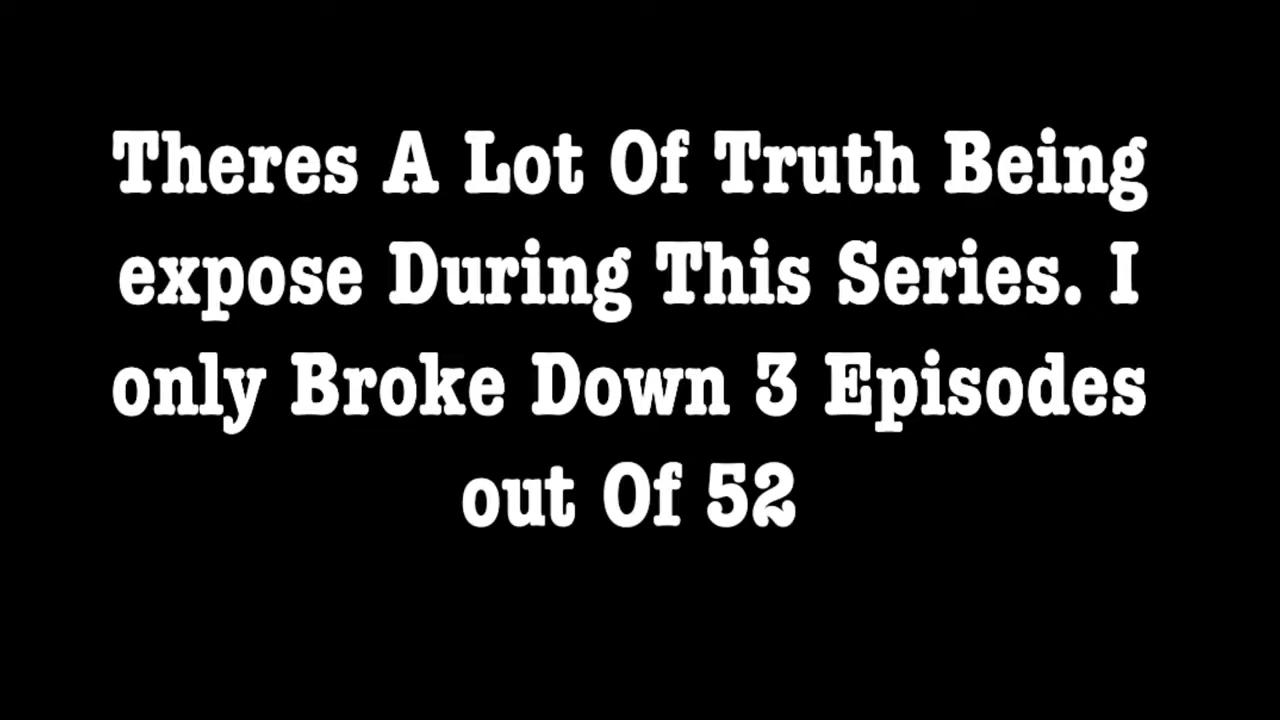 Theres A Lot Of Truth Being
expose During This Series. I
only Broke Down 3 Episodes
out Of 52